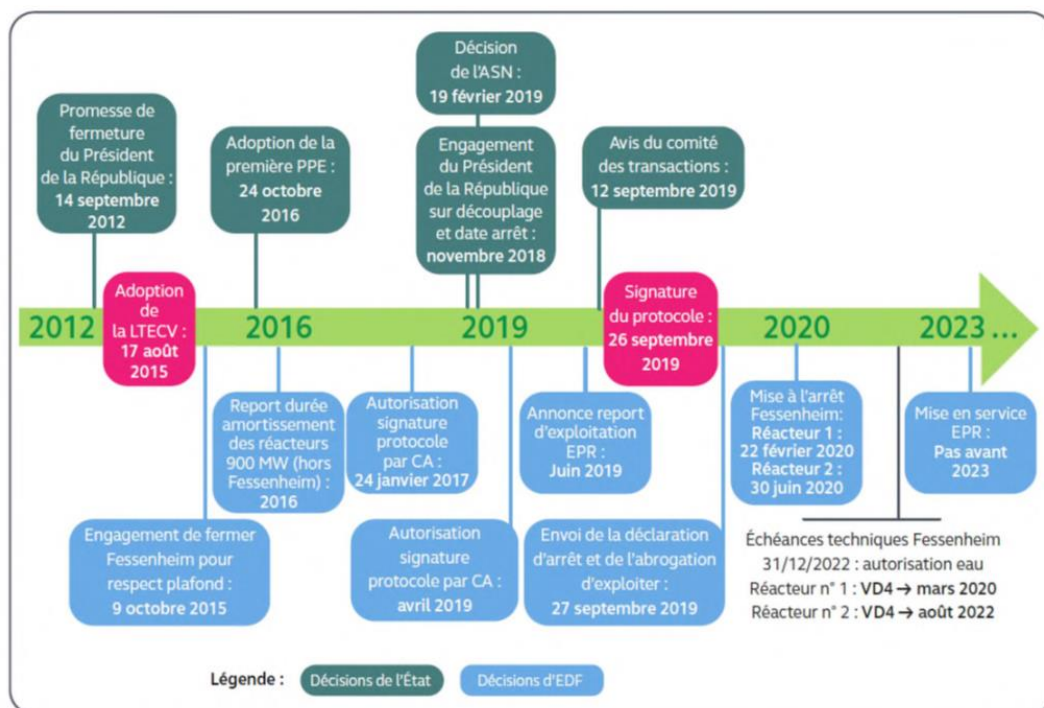 Promesse de
fermeture
du Président
de la République :
14 septembre
2012
Adoption de la
première PPE :
24 octobre
2016
Décision
de l'ASN :
19 février 2019
Engagement
du Président
de la République
sur découplage
et date arrêt :
novembre 2018
Avis du comité
des transactions :
12 septembre 2019
2012
Adoption
de
la LTECV :
17 août
2015
2016
2019
Signature
du protocole :
26 septembre
2019
2020
2023 ...
Engagement de fermer
Fessenheim pour
respect plafond :
9 octobre 2015
Report durée
amortissement
des réacteurs
900 MW (hors
Fessenheim) :
2016
Autorisation
signature
protocole
par CA :
24 janvier 2017
Autorisation
signature
protocole par CA :
avril 2019
Annonce report
d'exploitation
EPR :
Juin 2019
Envoi de la déclaration
d'arrêt et de l'abrogation
d'exploiter :
27 septembre 2019
Mise à l'arrêt
Fessenheim:
Réacteur 1 :
22 février 2020
Réacteur 2 :
30 juin 2020
Mise en service
EPR :
Pas avant
2023
Échéances techniques Fessenheim
31/12/2022 : autorisation eau
Réacteur n° 1 : VD4 → mars 2020
Réacteur n° 2 : VD4 → août 2022
Légende :
Décisions de l'État
Décisions d'EDF